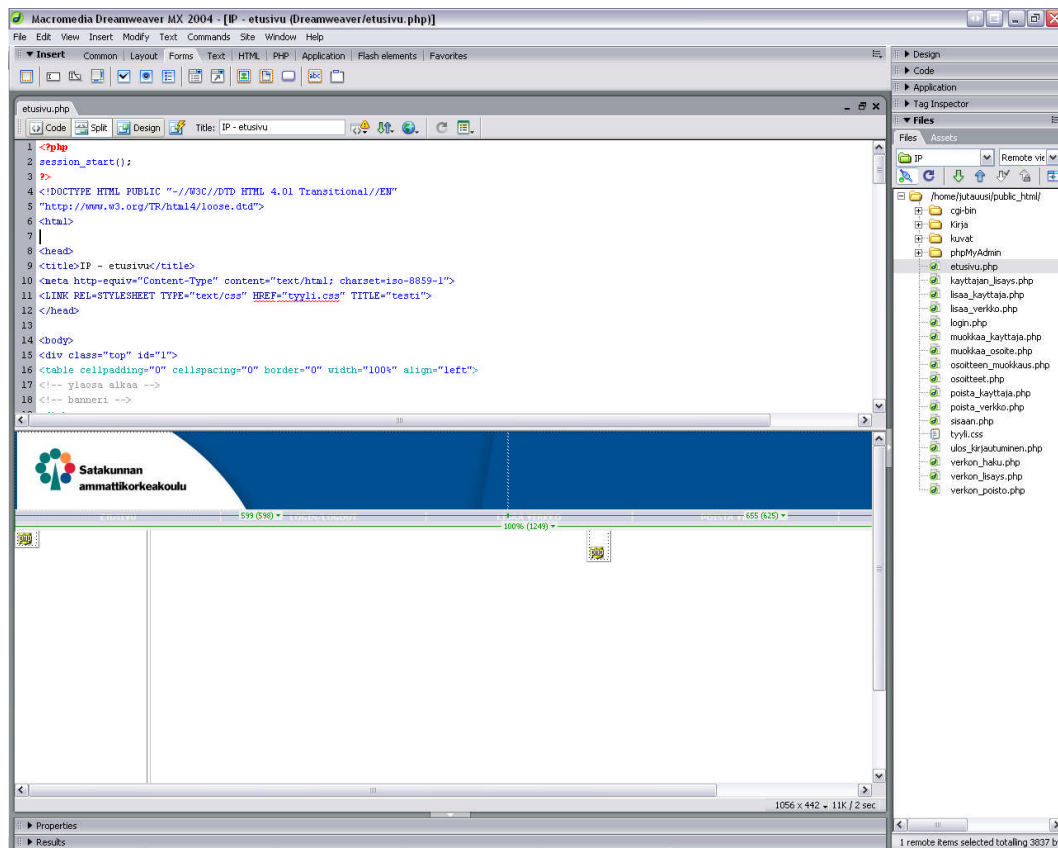 Macromedia Dreamweaver MX 2004 - [IP - etusivu (Dreamweaver/etusivu.php)]
File Edit View Insert Modify Text Commands Site Window Help
Insert Common Layout Forms Text HTML PHP Application Flash elements Favorites
etusivu.php
Code Split Design Title: IP - etusivu
1 <?php
2 session_start();
3 ?>
4 <!DOCTYPE HTML PUBLIC "-//W3C//DTD HTML 4.01 Transitional//EN"
5 "http://www.w3.org/TR/html4/loose.dtd">
6 <html>
7
8 <head>
9 <title>IP - etusivu</title>
10 <meta http-equiv="Content-Type" content="text/html; charset=iso-8859-1">
11 <LINK REL=STYLESHEET TYPE="text/css" HREF="tyyli.css" TITLE="testi">
12 </head>
13
14 <body>
15 <div class="top" id="1">
16 <table cellpadding="0" cellspacing="0" border="0" width="100%" align="left">
17 <!-- ylaosa alkaa -->
18 <!-- banneri -->
Satakunnan
ammattikorkeakoulu
599 (598) 655 (625)
100% (1249)
1056 x 442 11K / 2 sec
Properties
Results
Design
Code
Application
Tag Inspector
Files
Files Assets
IP Remote vie
/home/jutauusi/public_html/
cgi-bin
Kirja
kuvat
phpMyAdmin
etusivu.php
kayttajan_lisays.php
lisaa_kayttaja.php
lisaa_verkko.php
login.php
muokkaa_kayttaja.php
muokkaa_osoite.php
osoitteen_muokkaus.php
osoitteet.php
poista_kayttaja.php
poista_verkko.php
sisaan.php
tyyli.css
ulos_kirjautuminen.php
verkon_haku.php
verkon_lisays.php
verkon_poisto.php
1 remote items selected totalling 3837 b